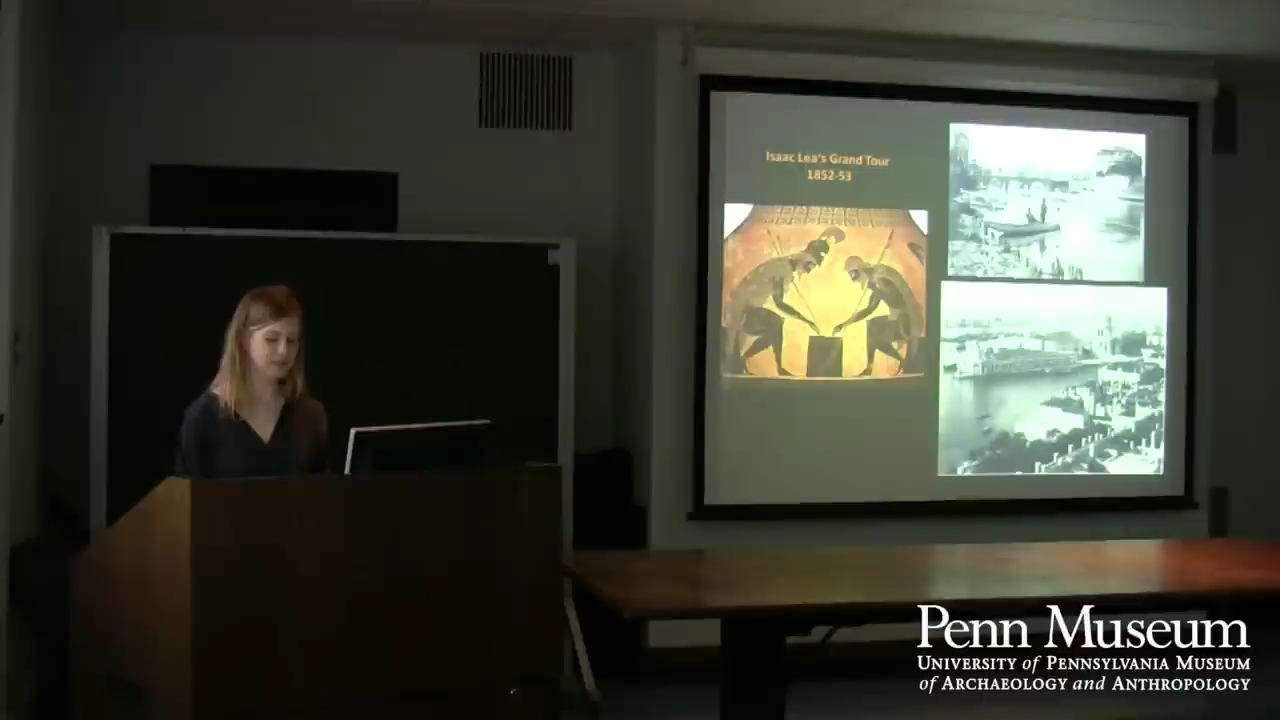 Isaac Lea's Grand Tour
1852-53
Penn Museum
UNIVERSITY of PENNSYLVANIA MUSEUM
of ARCHAEOLOGY and ANTHROPOLOGY